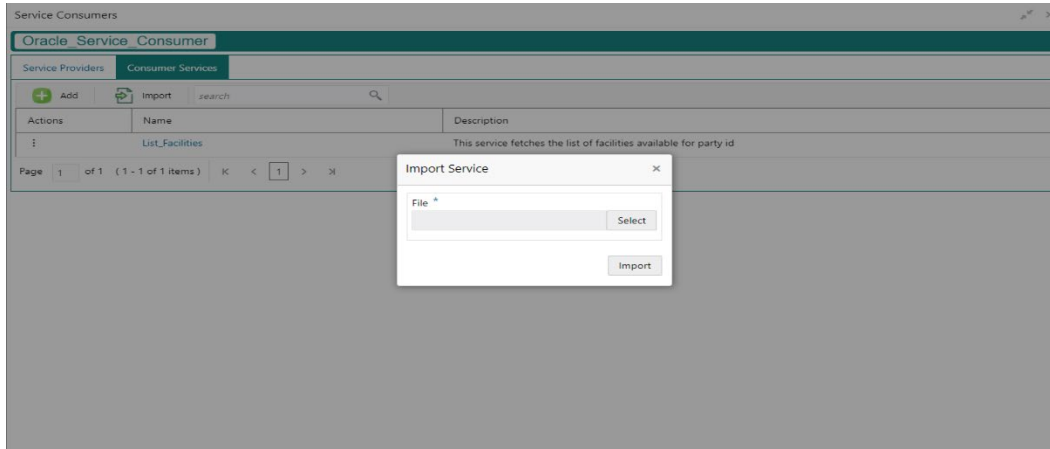 Service Consumers
Oracle_Service_Consumer
Service Providers Consumer Services
Add Import search
Actions Name Description
List_Facilities This service fetches the list of facilities available for party id
Page 1 of 1 ( 1 - 1 of 1 items ) 1
Import Service
File *
Select
Import